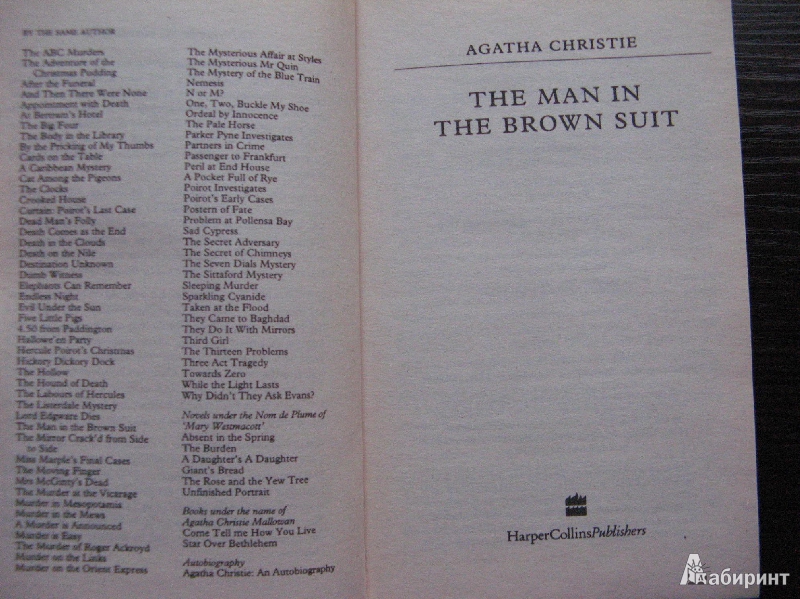 BY THE SAME AUTHOR
The ABC Murders
The Adventure of the
Christmas Pudding
After the Funeral
And Then There Were None
Appointment with Death
At Bertram's Hotel
The Big Four
The Body in the Library
By the Pricking of My Thumbs
Cards on the Table
A Caribbean Mystery
Cat Among the Pigeons
The Clocks
Crooked House
Curtain: Poirot's Last Case
Dead Man's Folly
Death Comes as the End
Death in the Clouds
Death on the Nile
Destination Unknown
Dumb Witness
Elephants Can Remember
Endless Night
Evil Under the Sun
Five Little Pigs
4.50 from Paddington
Hallowe'en Party
Hercule Poirot's Christmas
Hickory Dickory Dock
The Hollow
The Hound of Death
The Labours of Hercules
The Listerdale Mystery
Lord Edgware Dies
The Man in the Brown Suit
The Mirror Crack'd from Side
to Side
Miss Marple's Final Cases
The Moving Finger
Mrs McGinty's Dead
The Murder at the Vicarage
Murder in Mesopotamia
Murder in the Mews
A Murder is Announced
Murder is Easy
The Murder of Roger Ackroyd
Murder on the Links
Murder on the Orient Express
The Mysterious Affair at Styles
The Mysterious Mr Quin
The Mystery of the Blue Train
Nemesis
N or M?
One, Two, Buckle My Shoe
Ordeal by Innocence
The Pale Horse
Parker Pyne Investigates
Partners in Crime
Passenger to Frankfurt
Peril at End House
A Pocket Full of Rye
Poirot Investigates
Poirot's Early Cases
Postern of Fate
Problem at Pollensa Bay
Sad Cypress
The Secret Adversary
The Secret of Chimneys
The Seven Dials Mystery
The Sittaford Mystery
Sleeping Murder
Sparkling Cyanide
Taken at the Flood
They Came to Baghdad
They Do It With Mirrors
Third Girl
The Thirteen Problems
Three Act Tragedy
Towards Zero
While the Light Lasts
Why Didn't They Ask Evans?
Novels under the Nom de Plume of
'Mary Westmacott'
Absent in the Spring
The Burden
A Daughter's A Daughter
Giant's Bread
The Rose and the Yew Tree
Unfinished Portrait
Books under the name of
Agatha Christie Mallowan
Come Tell me How You Live
Star Over Bethlehem
Autobiography
Agatha Christie: An Autobiography
AGATHA CHRISTIE
THE MAN IN
THE BROWN SUIT
HarperCollinsPublishers
Лабиринт